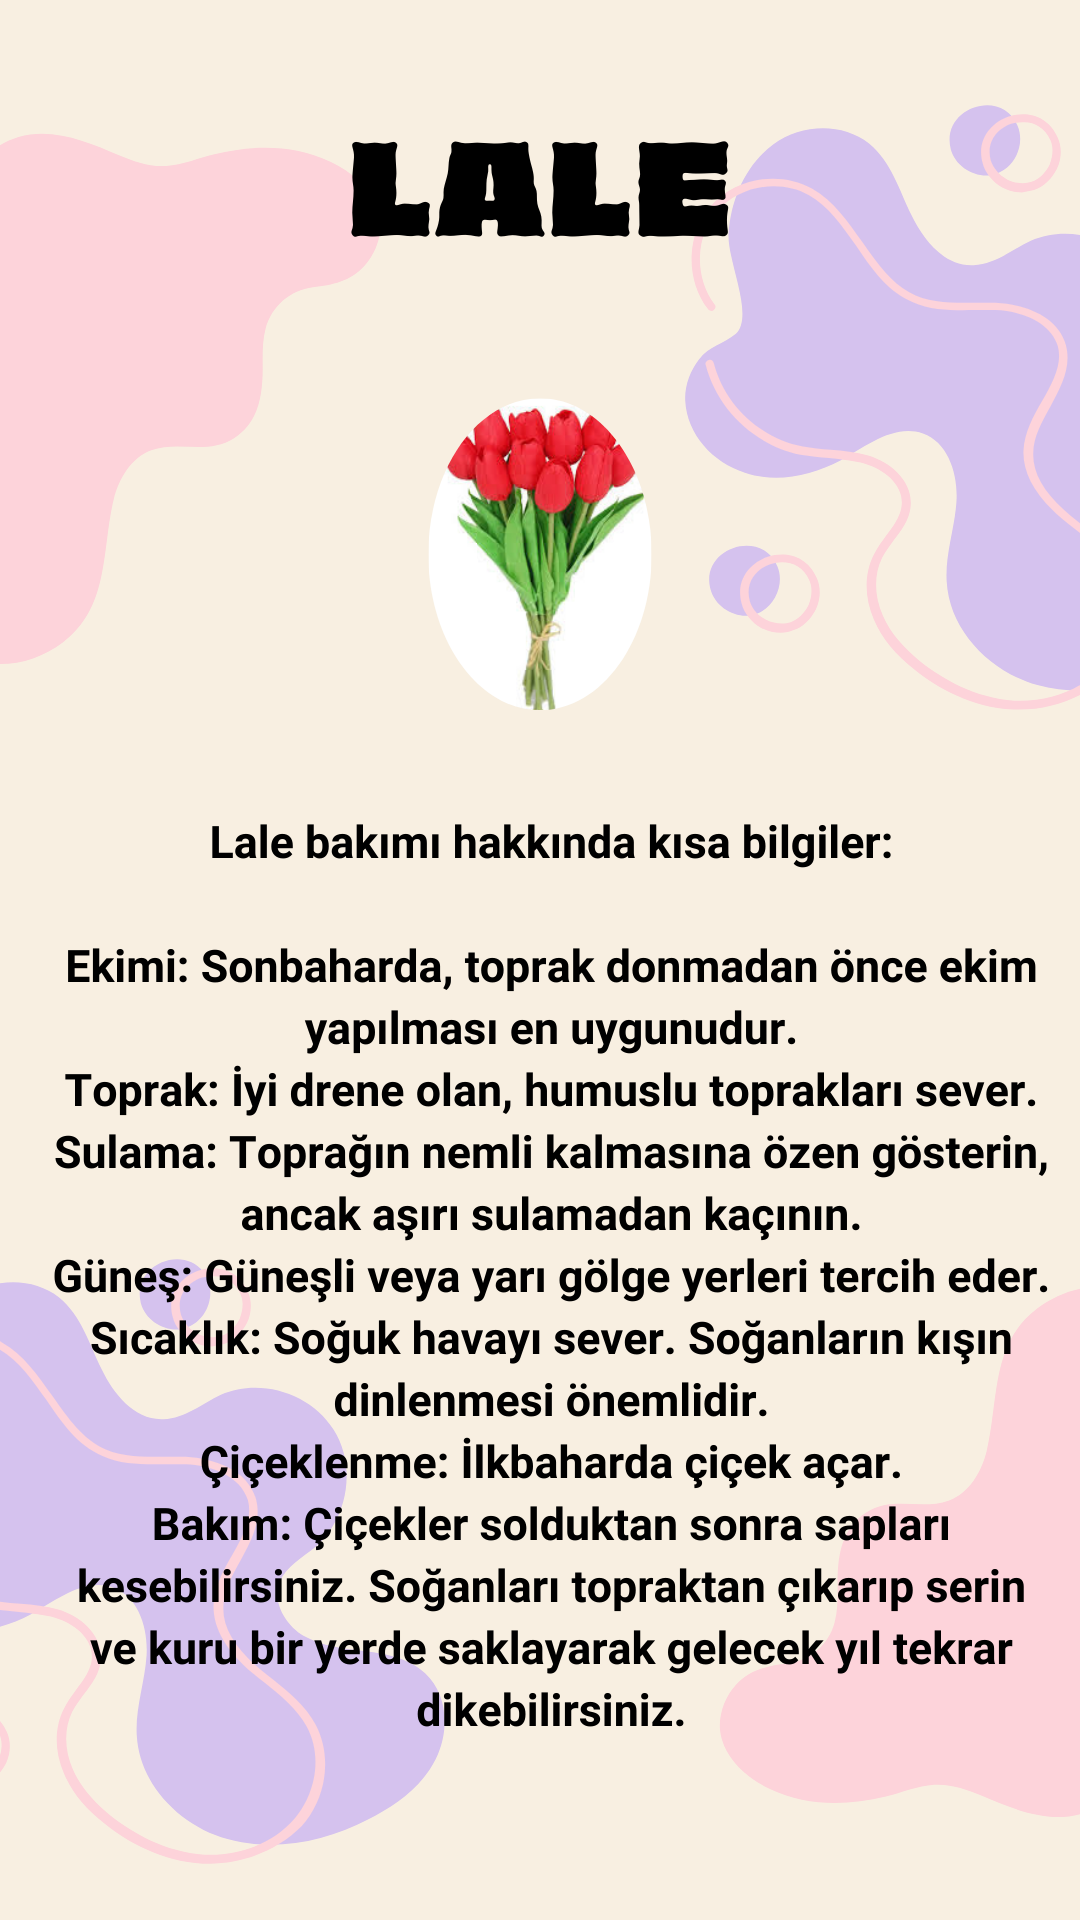 LALE
Lale bakımı hakkında kısa bilgiler:
Ekimi: Sonbaharda, toprak donmadan önce ekim
yapılması en uygunudur.
Toprak: İyi drene olan, humuslu toprakları sever.
Sulama: Toprağın nemli kalmasına özen gösterin,
ancak aşırı sulamadan kaçının.
Güneş: Güneşli veya yarı gölge yerleri tercih eder.
Sıcaklık: Soğuk havayı sever. Soğanların kışın
dinlenmesi önemlidir.
Çiçeklenme: İlkbaharda çiçek açar.
Bakım: Çiçekler solduktan sonra sapları
kesebilirsiniz. Soğanları topraktan çıkarıp serin
ve kuru bir yerde saklayarak gelecek yıl tekrar
dikebilirsiniz.